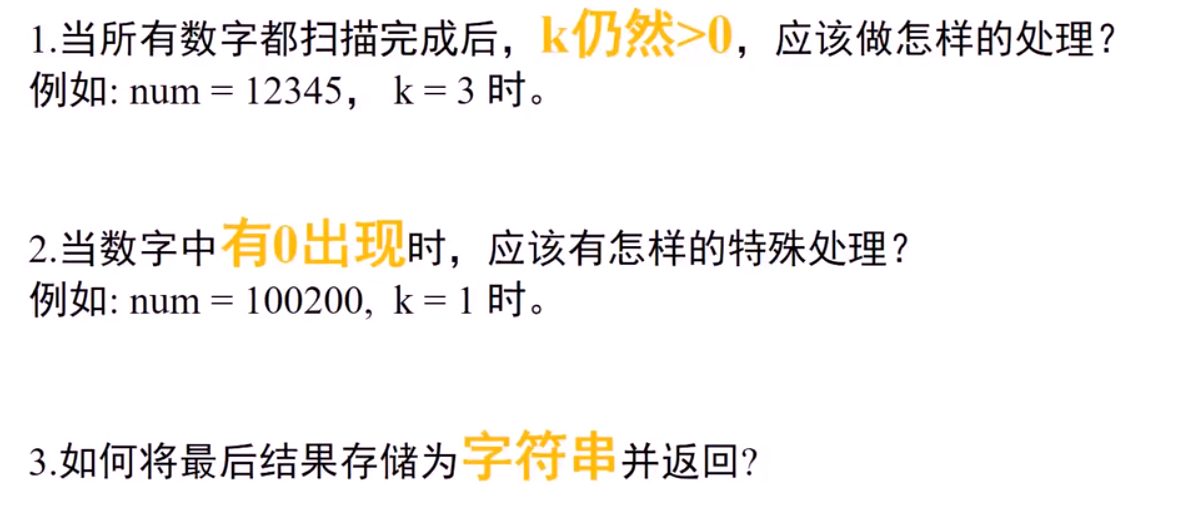 1.当所有数字都扫描完成后，k仍然>0，应该做怎样的处理？
例如: num = 12345， k = 3 时。
2.当数字中有0出现时，应该有怎样的特殊处理？
例如: num = 100200, k = 1 时。
3.如何将最后结果存储为字符串并返回?